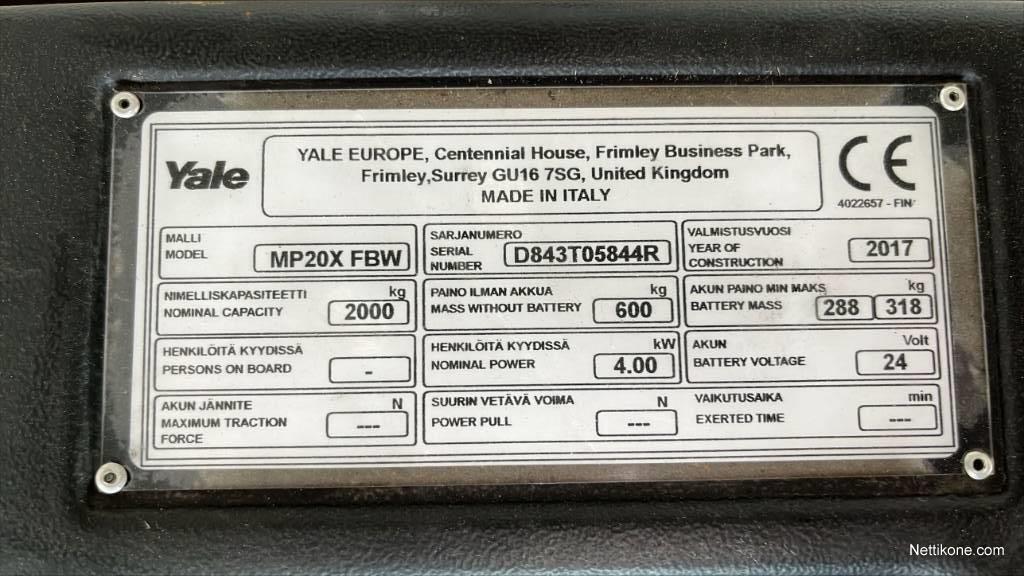 Yale
YALE EUROPE, Centennial House, Frimley Business Park,
Frimley,Surrey GU16 7SG, United Kingdom
MADE IN ITALY
CE
4022657 - FIN
MALLI
MODEL
MP20X FBW
SARJANUMERO
SERIAL
NUMBER
D843T05844R
VALMISTUSVUOSI
YEAR OF
CONSTRUCTION
2017
NIMELLISKAPASITEETTI kg
NOMINAL CAPACITY
2000
PAINO ILMAN AKKUA kg
MASS WITHOUT BATTERY
600
AKUN PAINO MIN MAKS kg
BATTERY MASS
288 318
HENKILÖITÄ KYYDISSÄ
PERSONS ON BOARD
-
HENKILÖITÄ KYYDISSÄ kW
NOMINAL POWER
4.00
AKUN Volt
BATTERY VOLTAGE
24
AKUN JÄNNITE N
MAXIMUM TRACTION
FORCE
---
SUURIN VETÄVÄ VOIMA N
POWER PULL
---
VAIKUTUSAIKA min
EXERTED TIME
---
Nettikone.com